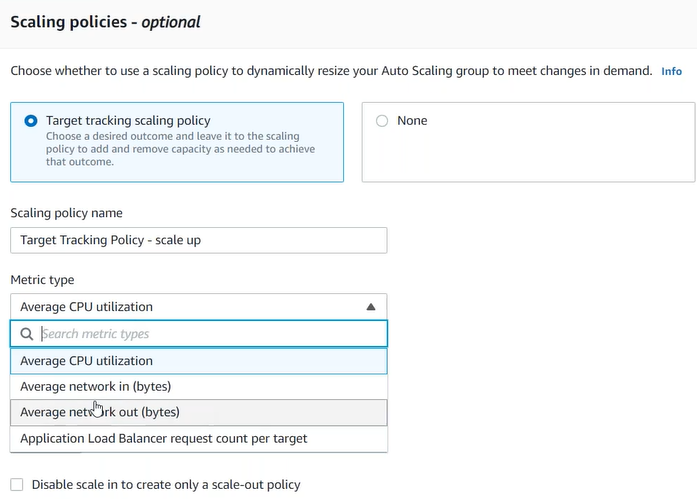 Scaling policies - optional
Choose whether to use a scaling policy to dynamically resize your Auto Scaling group to meet changes in demand. Info
Target tracking scaling policy
Choose a desired outcome and leave it to the scaling
policy to add and remove capacity as needed to achieve
that outcome.
None
Scaling policy name
Target Tracking Policy - scale up
Metric type
Average CPU utilization
Search metric types
Average CPU utilization
Average network in (bytes)
Average network out (bytes)
Application Load Balancer request count per target
Disable scale in to create only a scale-out policy